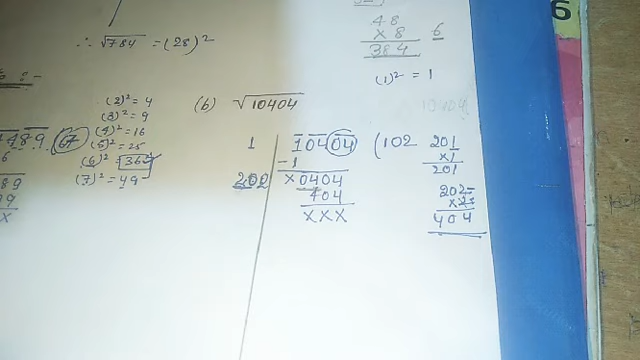 ∴ √784 = (28)²
48
× 8
384
6
(1)² = 1
(2)² = 4
(3)² = 9
(4)² = 16
(5)² = 25
(6)² = 36
(7)² = 49
(b) √10404
1 10404 (102
-1
202 ×0404
404
×××
201
×1
201
202
×2
404
67
6